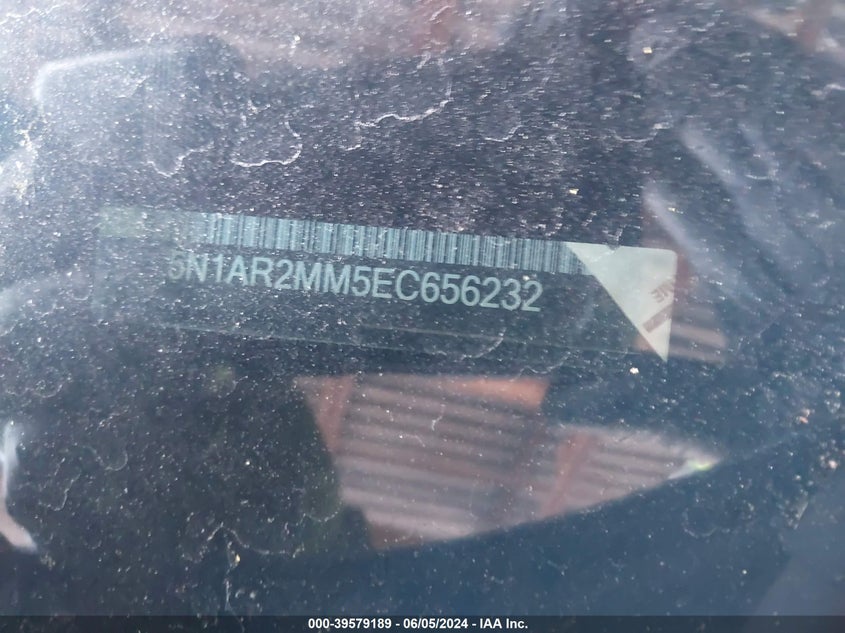 5N1AR2MM5EC656232
000-39579189 - 06/05/2024 - IAA Inc.